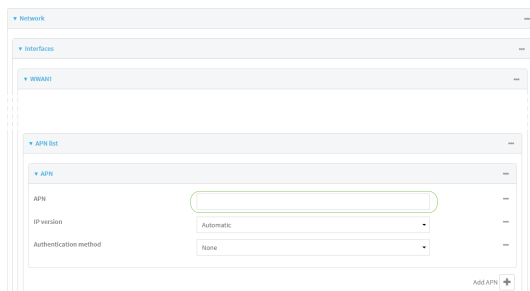 Network
Interfaces
WWAN1
APN list
APN
APN
IP version Automatic
Authentication method None
Add APN